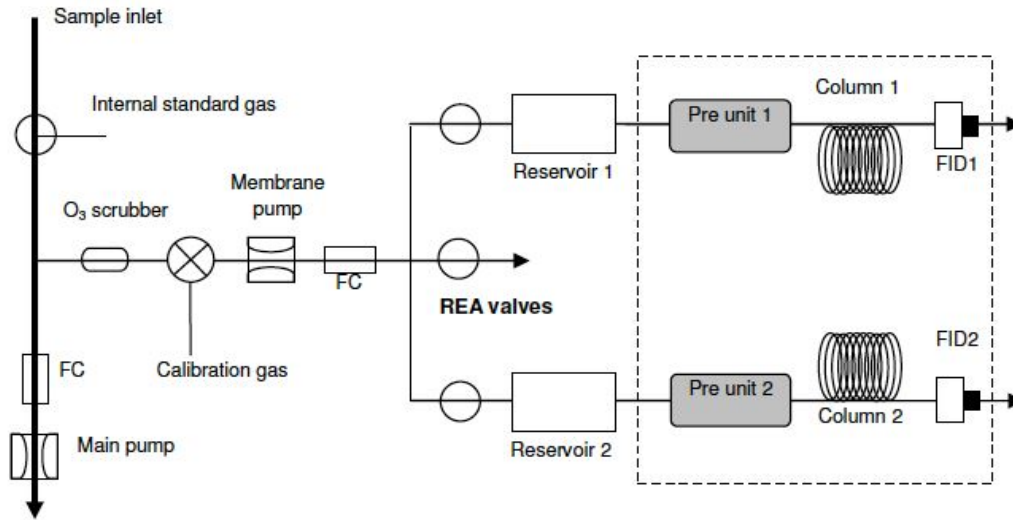 Sample inlet
Internal standard gas
O₃ scrubber
Membrane
pump
FC
Calibration gas
FC
Main pump
REA valves
Reservoir 1
Pre unit 1
Column 1
FID1
Reservoir 2
Pre unit 2
Column 2
FID2